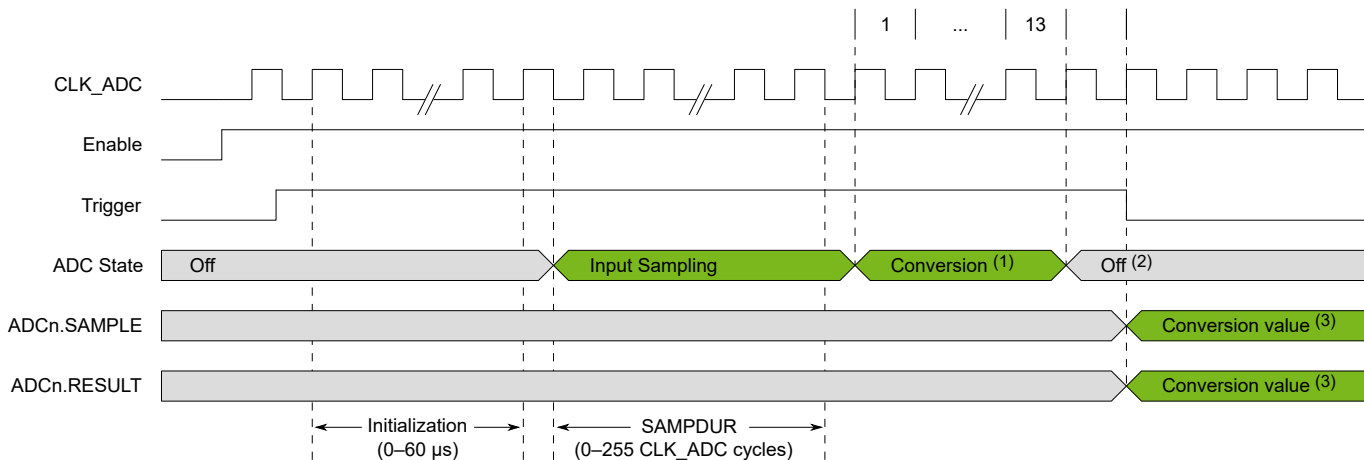 1 ... 13
CLK_ADC
Enable
Trigger
ADC State Off Input Sampling Conversion (1) Off (2)
ADCn.SAMPLE Conversion value (3)
ADCn.RESULT Conversion value (3)
Initialization SAMPDUR
(0–60 µs) (0–255 CLK_ADC cycles)